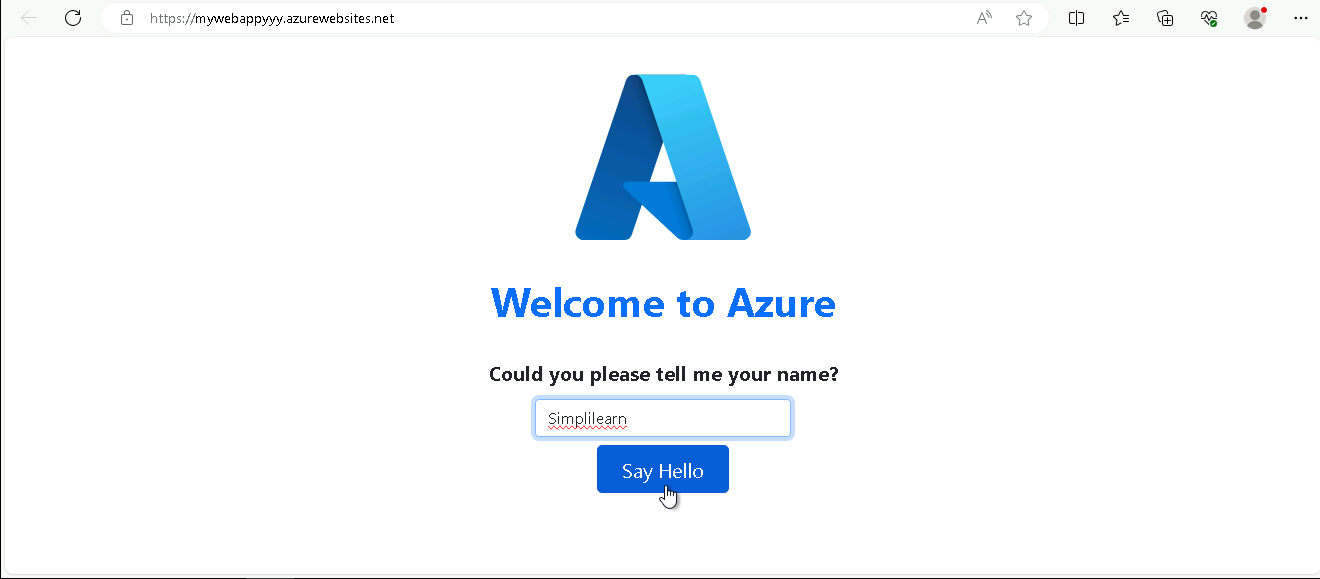 https://mywebappyyy.azurewebsites.net
Welcome to Azure
Could you please tell me your name?
Simplilearn
Say Hello